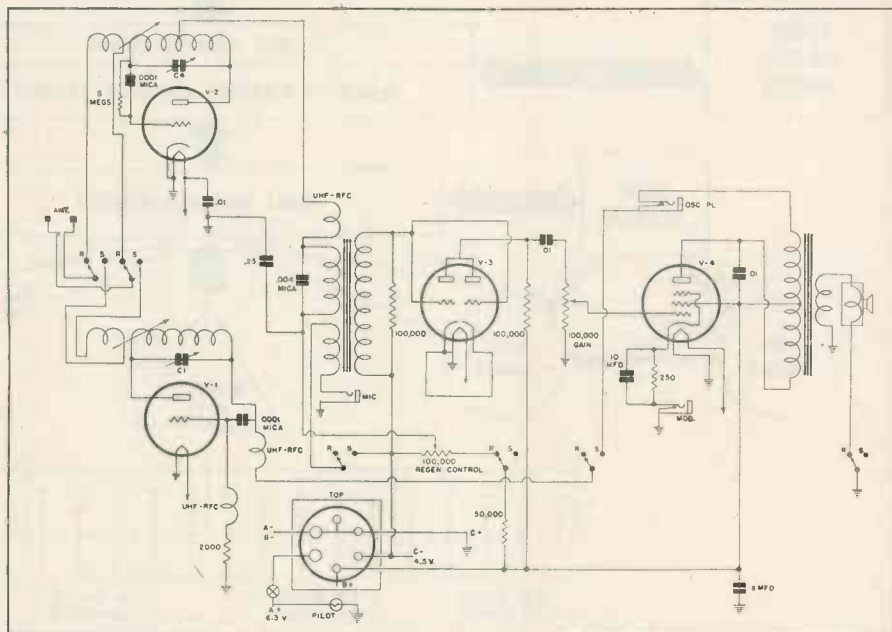 .0001
MICA
C4
5
MEGS
V-2
.01
UHF-RFC
ANT.
R S R S
.25
.004
MICA
V-3
.01
OSC PL.
V-4
.01
100,000
100,000
100,000
GAIN
C1
V-1
.0001
MICA
UHF-RFC
MIC
10
MFD
250
MOD.
R S
100,000
REGEN CONTROL
R S
R S
R S
UHF-RFC
2000
TOP
A-
B-
C+
C-
4.5 V.
50,000
B+
A+
6.3 V
PILOT
8 MFD